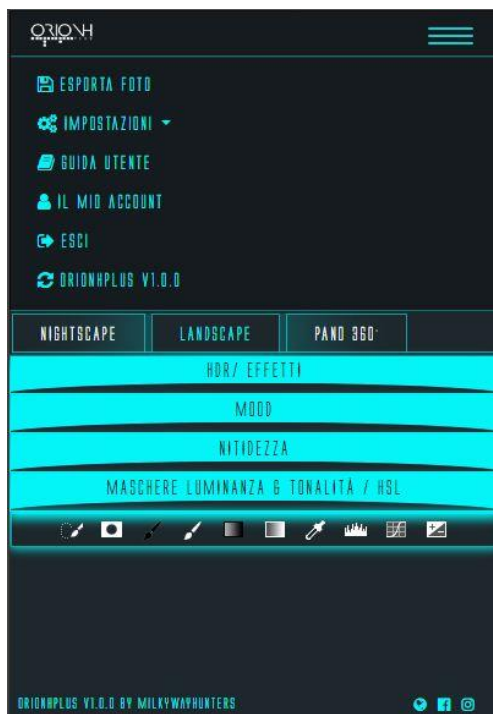 ORIONH
ESPORTA FOTO
IMPOSTAZIONI
GUIDA UTENTE
IL MIO ACCOUNT
ESCI
ORIONHPLUS V1.0.0
NIGHTSCAPE LANDSCAPE PANO 360°
HDR/ EFFETTI
MOOD
NITIDEZZA
MASCHERE LUMINANZA & TONALITÀ / HSL
ORIONHPLUS V1.0.0 BY MILKYWAYHUNTERS